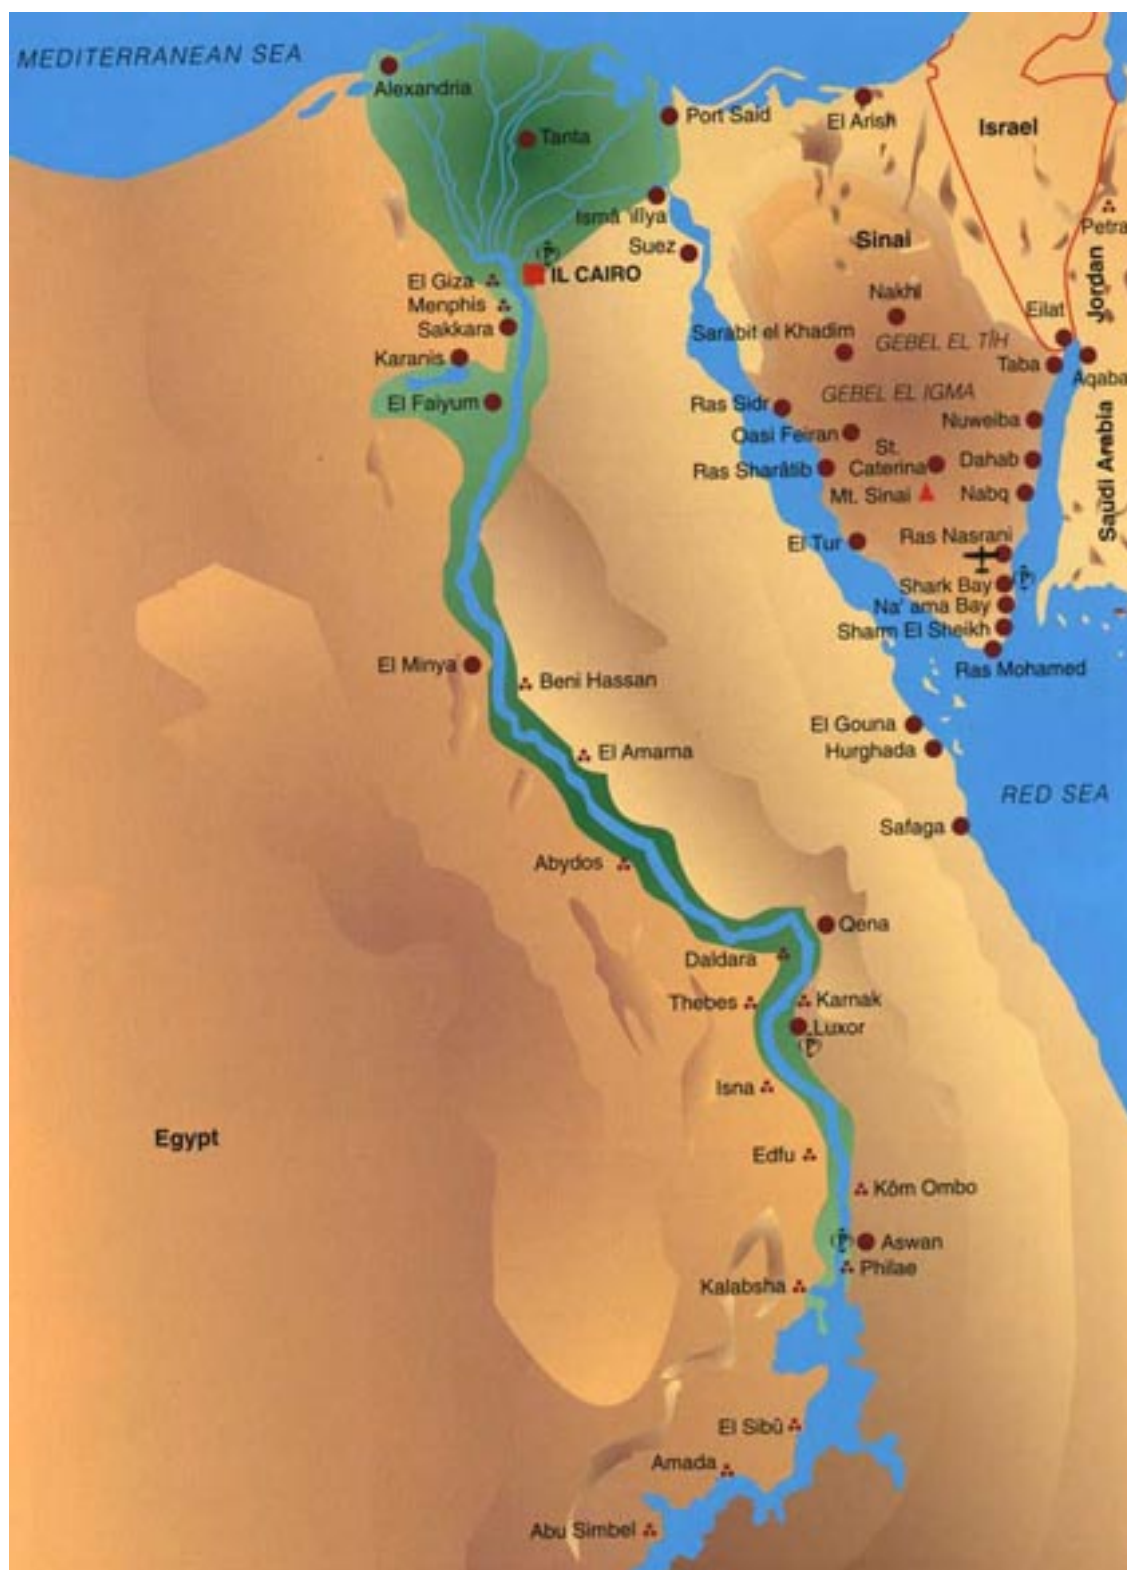 MEDITERRANEAN SEA
Alexandria
Tanta
Port Said
El Arish
Israel
Ismâ illya
Petra
Suez
Sinai
IL CAIRO
El Giza
Menphis
Sakkara
Karanis
El Faiyum
Nakhl
Jordan
Eilat
Sarabit el Khadim
GEBEL EL TÎH
Taba
Aqaba
GEBEL EL IGMA
Ras Sidr
Nuweiba
Oasi Feiran
St.
Caterina
Dahab
Ras Sharâtib
Mt. Sinai
Nabq
Saudi Arabia
El Tur
Ras Nasrani
Shark Bay
Na' ama Bay
Sharm El Sheikh
Ras Mohamed
El Minya
Beni Hassan
El Gouna
Hurghada
El Amarna
RED SEA
Safaga
Abydos
Qena
Daldara
Thebes
Karnak
Luxor
Isna
Egypt
Edfu
Kôm Ombo
Aswan
Philae
Kalabsha
El Sibû
Amada
Abu Simbel